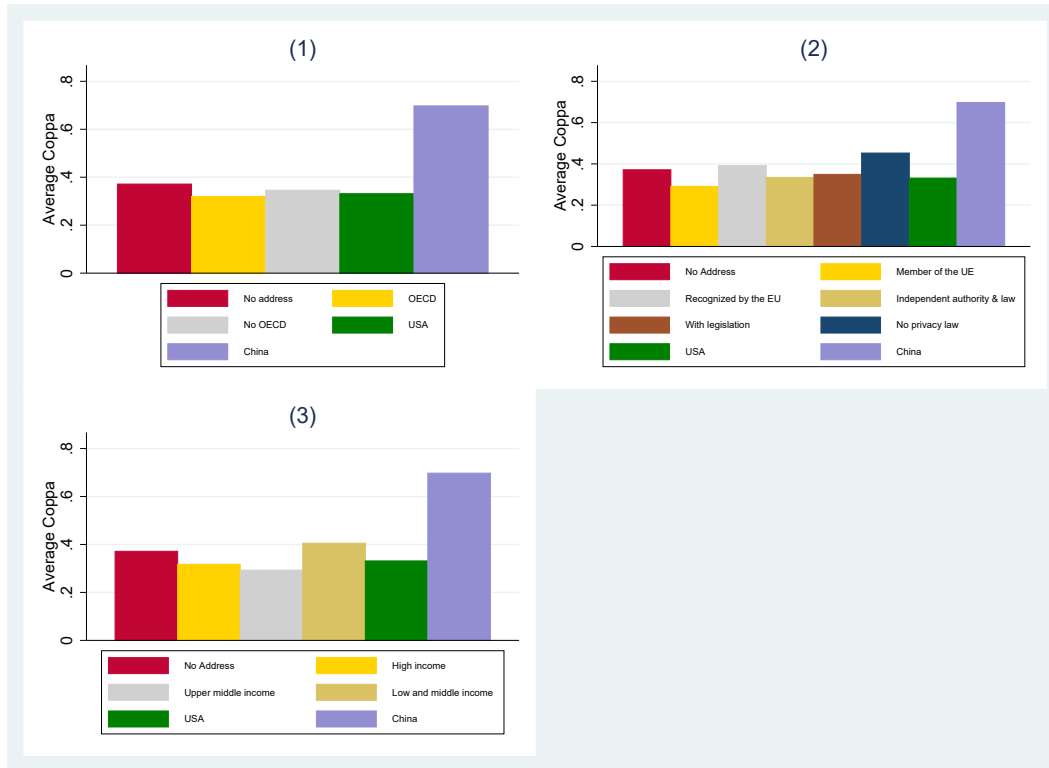 (1)
Average Coppa
.8
.6
.4
.2
0
No address
OECD
No OECD
USA
China
(2)
Average Coppa
.8
.6
.4
.2
0
No Address
Member of the UE
Recognized by the EU
Independent authority & law
With legislation
No privacy law
USA
China
(3)
Average Coppa
.8
.6
.4
.2
0
No Address
High income
Upper middle income
Low and middle income
USA
China